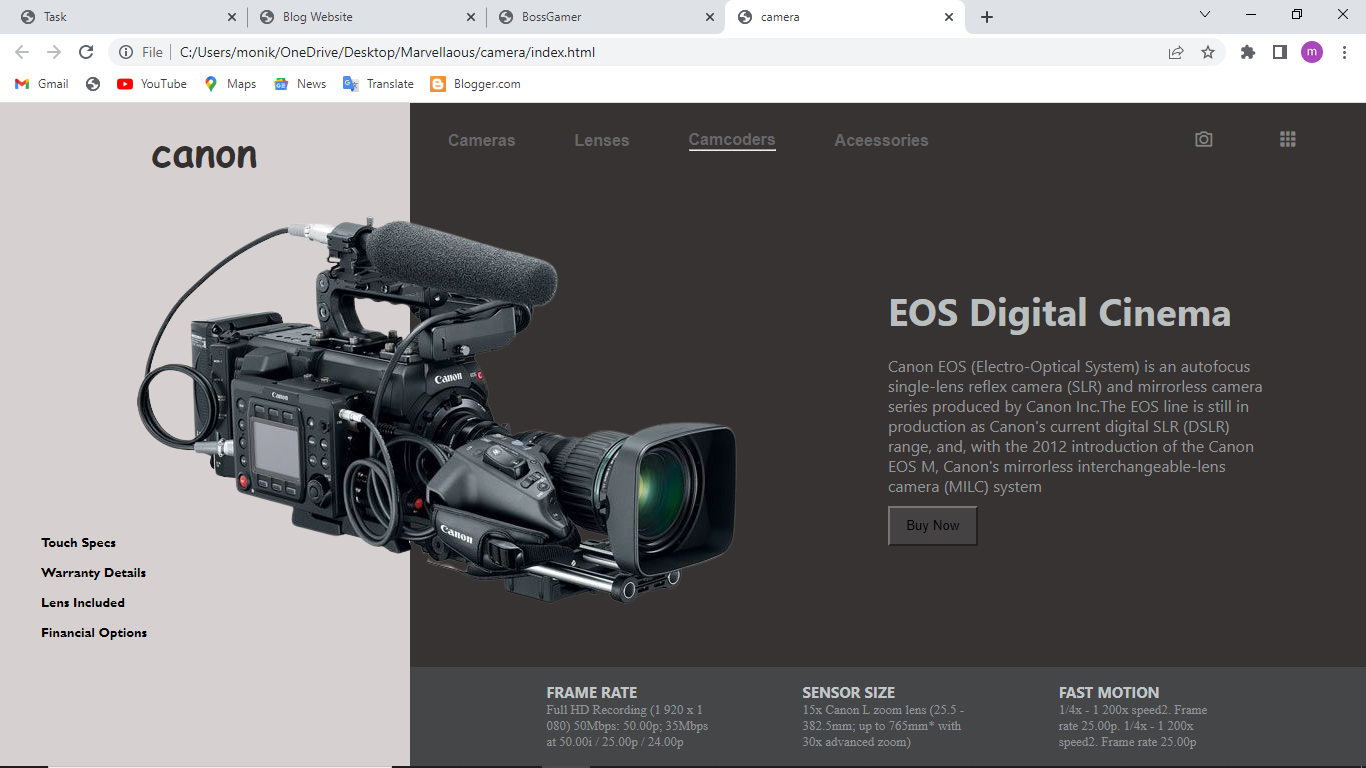 Task
Blog Website
BossGamer
camera
File
C:/Users/monik/OneDrive/Desktop/Marvellaous/camera/index.html
m
Gmail
YouTube
Maps
News
Translate
Blogger.com
canon
Cameras
Lenses
Camcoders
Aceessories
Canon
Canon
Canon
EOS Digital Cinema
Canon EOS (Electro-Optical System) is an autofocus
single-lens reflex camera (SLR) and mirrorless camera
series produced by Canon Inc.The EOS line is still in
production as Canon's current digital SLR (DSLR)
range, and, with the 2012 introduction of the Canon
EOS M, Canon's mirrorless interchangeable-lens
camera (MILC) system
Buy Now
Touch Specs
Warranty Details
Lens Included
Financial Options
FRAME RATE
Full HD Recording (1 920 x 1
080) 50Mbps: 50.00p; 35Mbps
at 50.00i / 25.00p / 24.00p
SENSOR SIZE
15x Canon L zoom lens (25.5 -
382.5mm; up to 765mm* with
30x advanced zoom)
FAST MOTION
1/4x - 1 200x speed2. Frame
rate 25.00p. 1/4x - 1 200x
speed2. Frame rate 25.00p